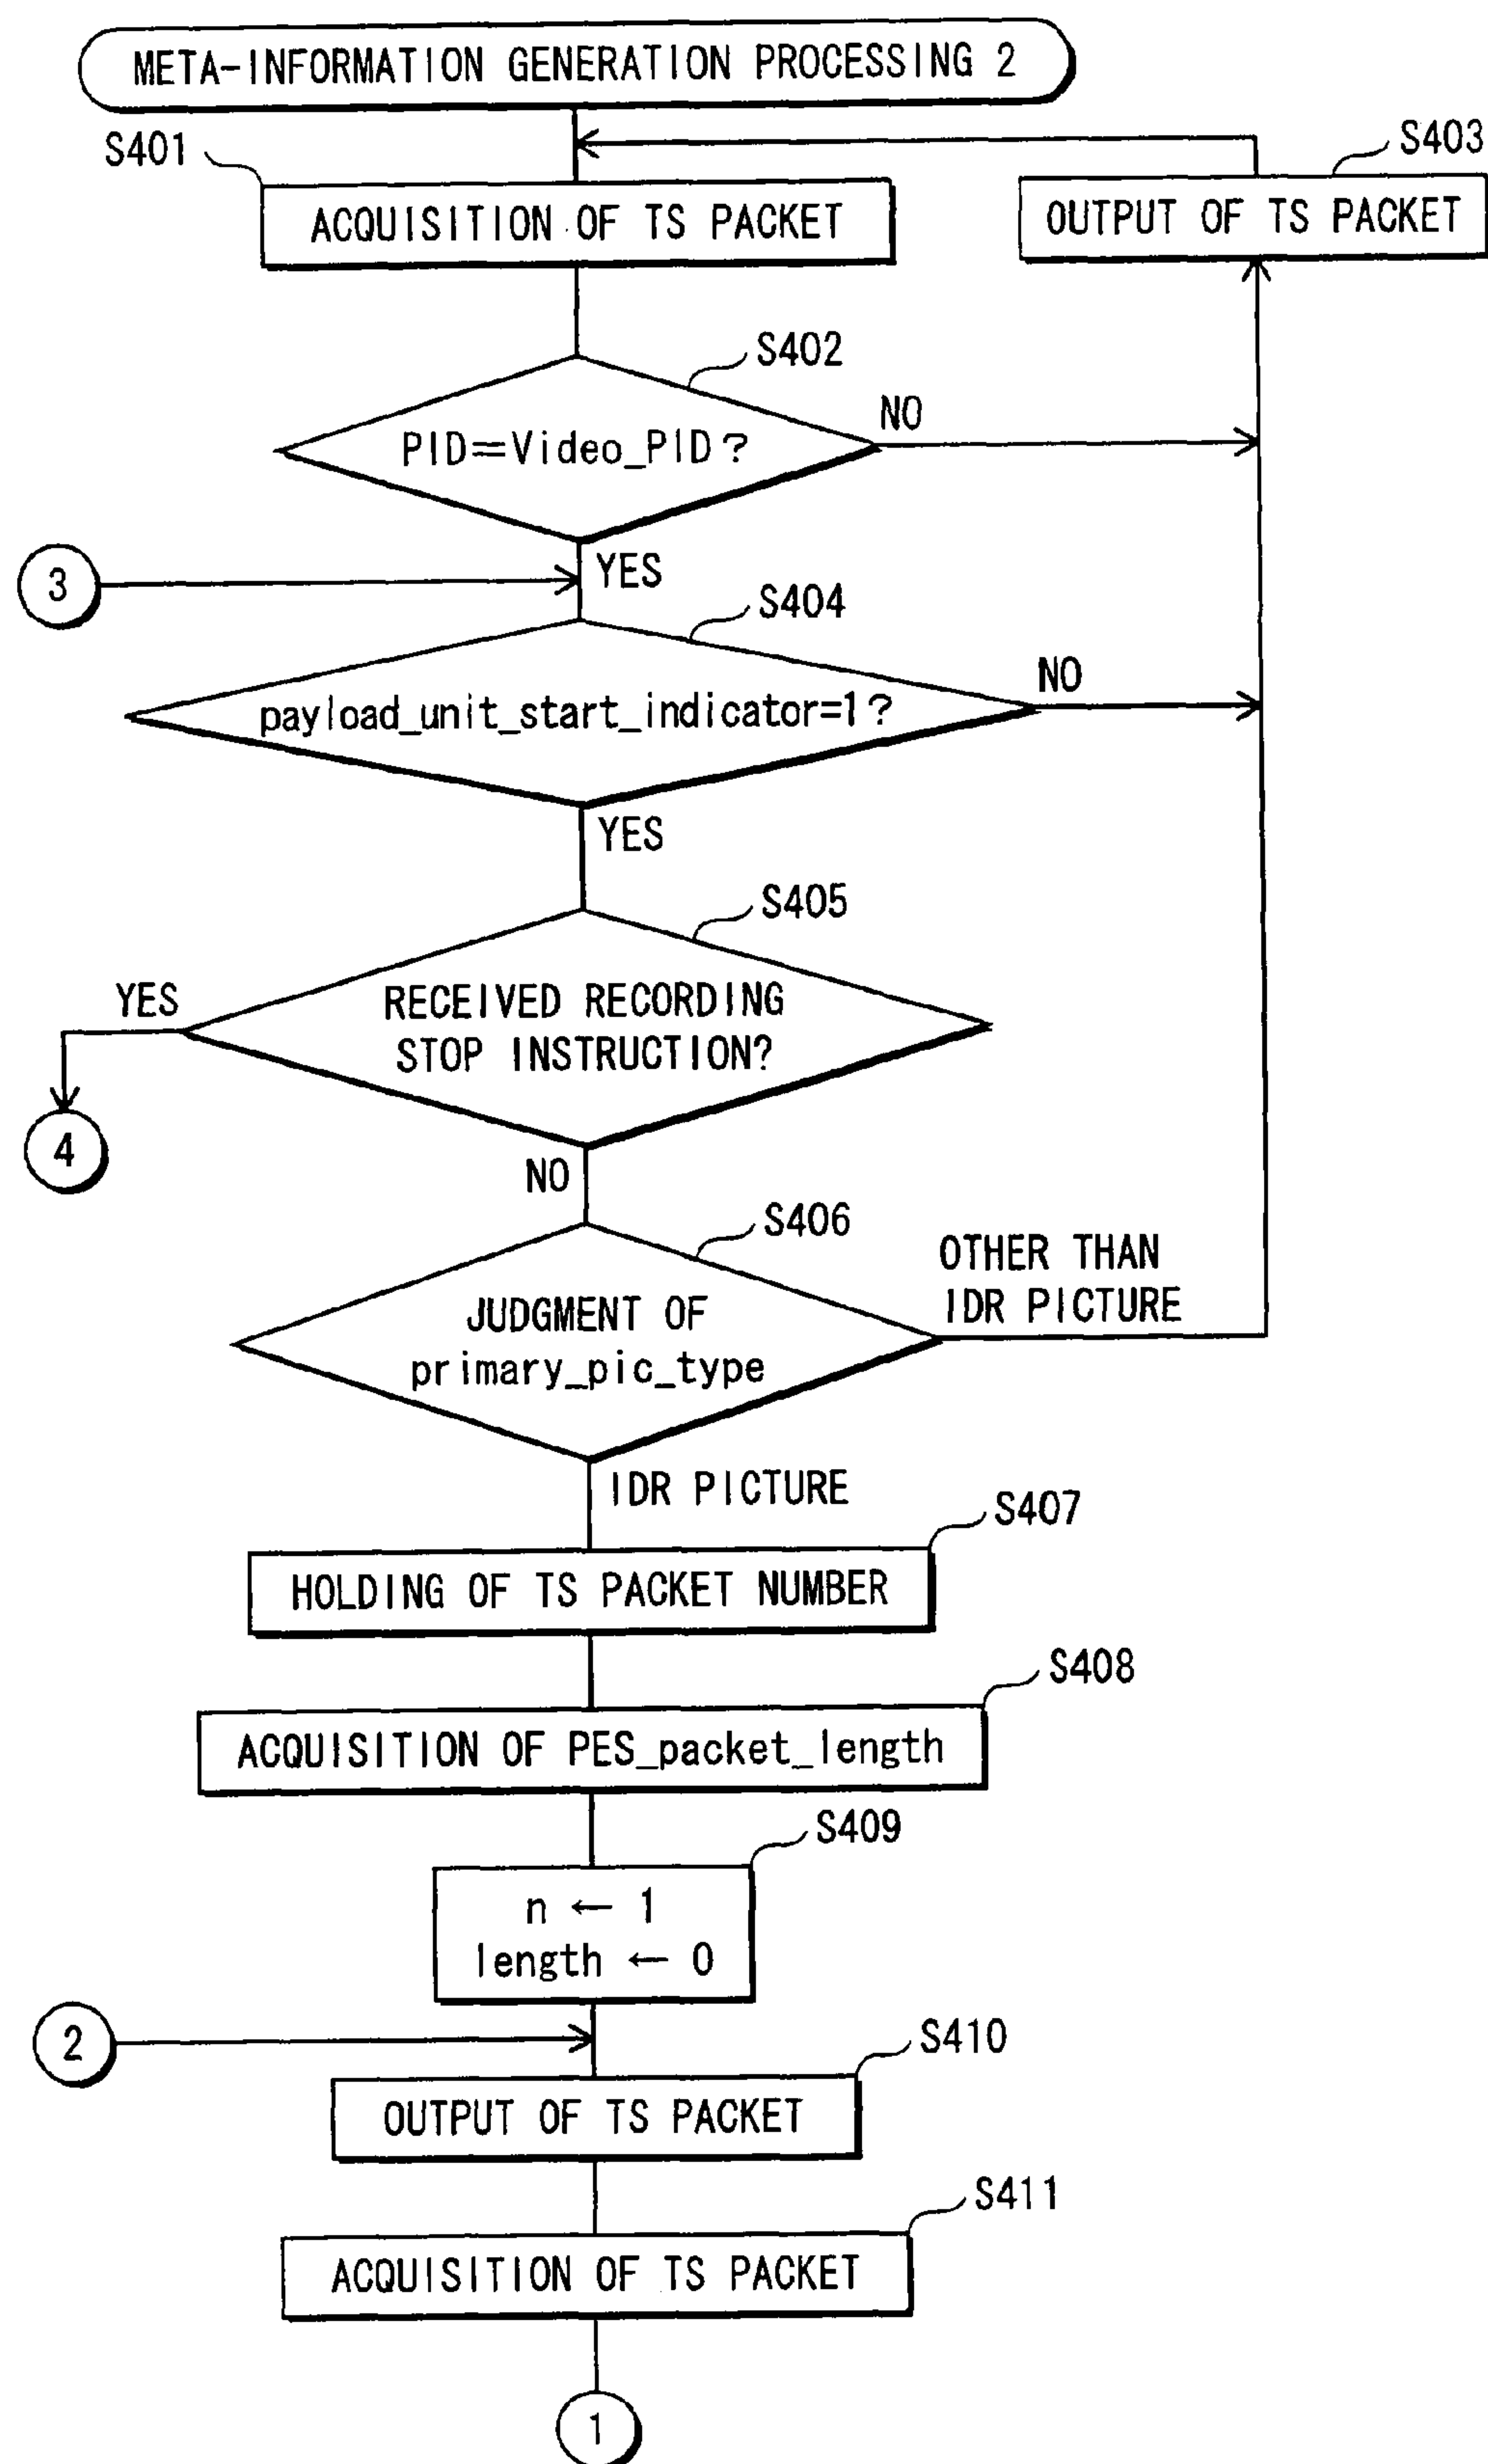 META-INFORMATION GENERATION PROCESSING 2
S401
S403
ACQUISITION OF TS PACKET
OUTPUT OF TS PACKET
S402
PID=Video_PID?
NO
3
YES
S404
payload_unit_start_indicator=1?
NO
YES
S405
YES
RECEIVED RECORDING
STOP INSTRUCTION?
4
NO
S406
OTHER THAN
IDR PICTURE
JUDGMENT OF
primary_pic_type
IDR PICTURE
S407
HOLDING OF TS PACKET NUMBER
S408
ACQUISITION OF PES_packet_length
S409
n ← 1
length ← 0
2
S410
OUTPUT OF TS PACKET
S411
ACQUISITION OF TS PACKET
1